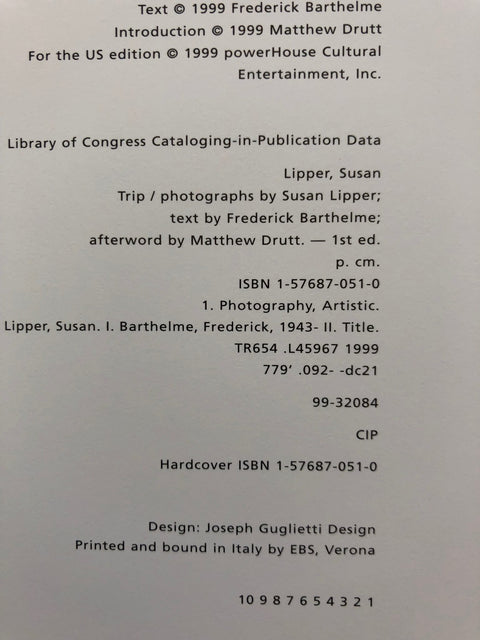 Text © 1999 Frederick Barthelme
Introduction © 1999 Matthew Drutt
For the US edition © 1999 powerHouse Cultural
Entertainment, Inc.
Library of Congress Cataloging-in-Publication Data
Lipper, Susan
Trip / photographs by Susan Lipper;
text by Frederick Barthelme;
afterword by Matthew Drutt. — 1st ed.
p. cm.
ISBN 1-57687-051-0
1. Photography, Artistic.
Lipper, Susan. I. Barthelme, Frederick, 1943- II. Title.
TR654 .L45967 1999
779’ .092- -dc21
99-32084
CIP
Hardcover ISBN 1-57687-051-0
Design: Joseph Guglietti Design
Printed and bound in Italy by EBS, Verona
10 9 8 7 6 5 4 3 2 1